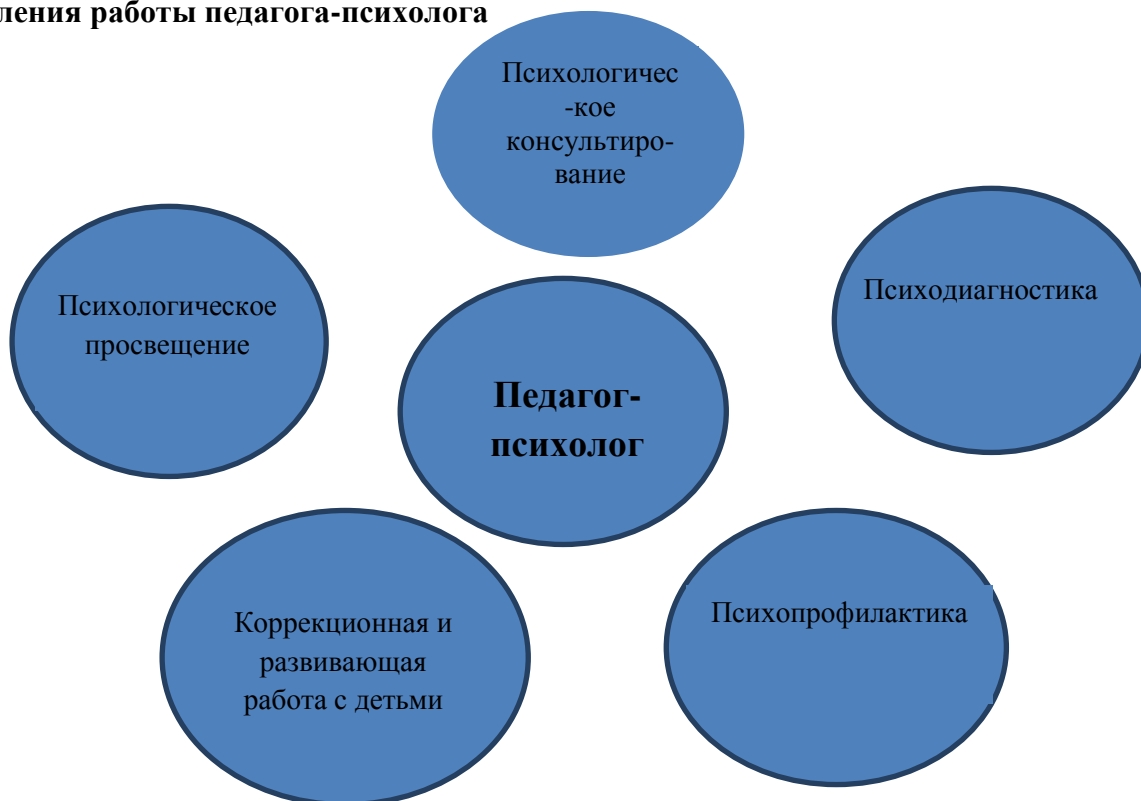 ления работы педагога-психолога
Психологичес
-кое
консультиро-
вание
Психологическое
просвещение
Психодиагностика
Педагог-
психолог
Коррекционная и
развивающая
работа с детьми
Психопрофилактика